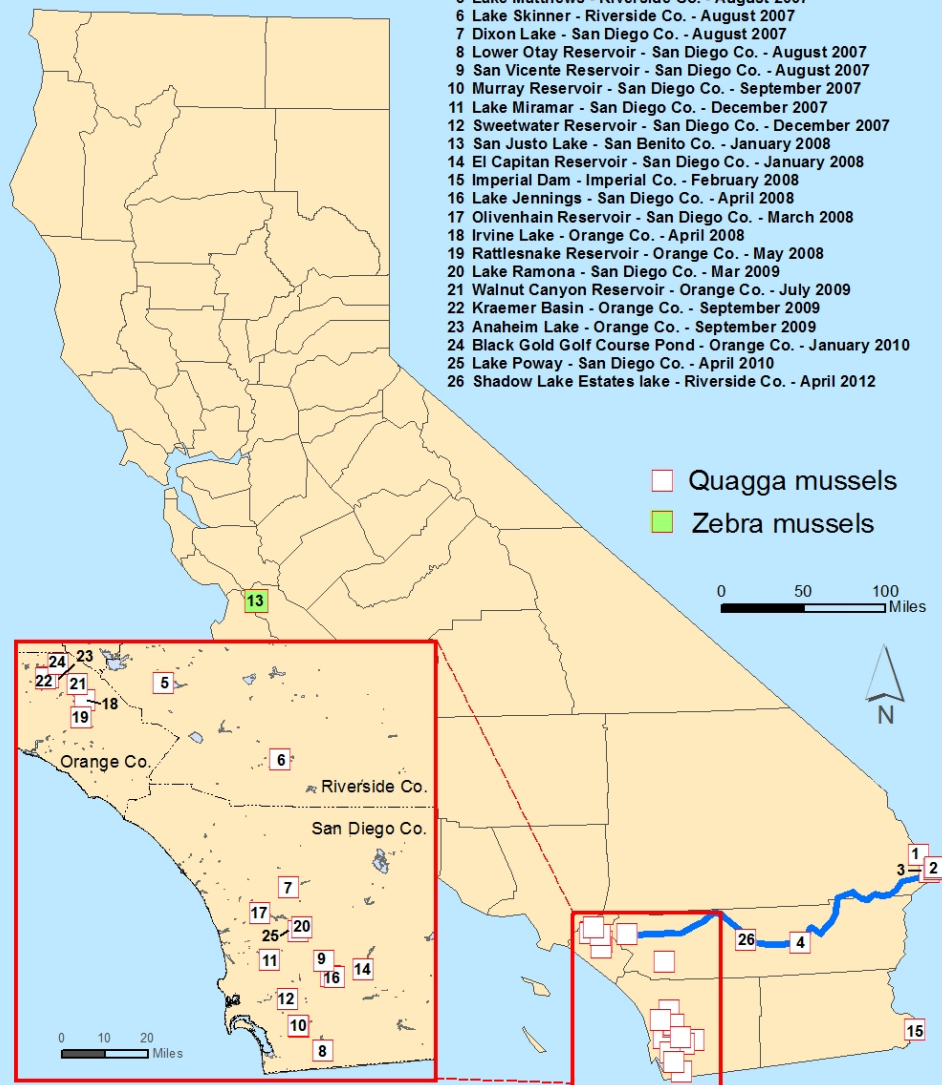 5 Lake Matthews - Riverside Co. - August 2007
6 Lake Skinner - Riverside Co. - August 2007
7 Dixon Lake - San Diego Co. - August 2007
8 Lower Otay Reservoir - San Diego Co. - August 2007
9 San Vicente Reservoir - San Diego Co. - August 2007
10 Murray Reservoir - San Diego Co. - September 2007
11 Lake Miramar - San Diego Co. - December 2007
12 Sweetwater Reservoir - San Diego Co. - December 2007
13 San Justo Lake - San Benito Co. - January 2008
14 El Capitan Reservoir - San Diego Co. - January 2008
15 Imperial Dam - Imperial Co. - February 2008
16 Lake Jennings - San Diego Co. - April 2008
17 Olivenhain Reservoir - San Diego Co. - March 2008
18 Irvine Lake - Orange Co. - April 2008
19 Rattlesnake Reservoir - Orange Co. - May 2008
20 Lake Ramona - San Diego Co. - Mar 2009
21 Walnut Canyon Reservoir - Orange Co. - July 2009
22 Kraemer Basin - Orange Co. - September 2009
23 Anaheim Lake - Orange Co. - September 2009
24 Black Gold Golf Course Pond - Orange Co. - January 2010
25 Lake Poway - San Diego Co. - April 2010
26 Shadow Lake Estates lake - Riverside Co. - April 2012
Quagga mussels
Zebra mussels
0 50 100
Miles
N
13
24
23
22
21
5
18
19
6
Orange Co.
Riverside Co.
San Diego Co.
7
17
20
25
11
9
16
14
12
10
8
0 10 20
Miles
1
2
3
26
4
15